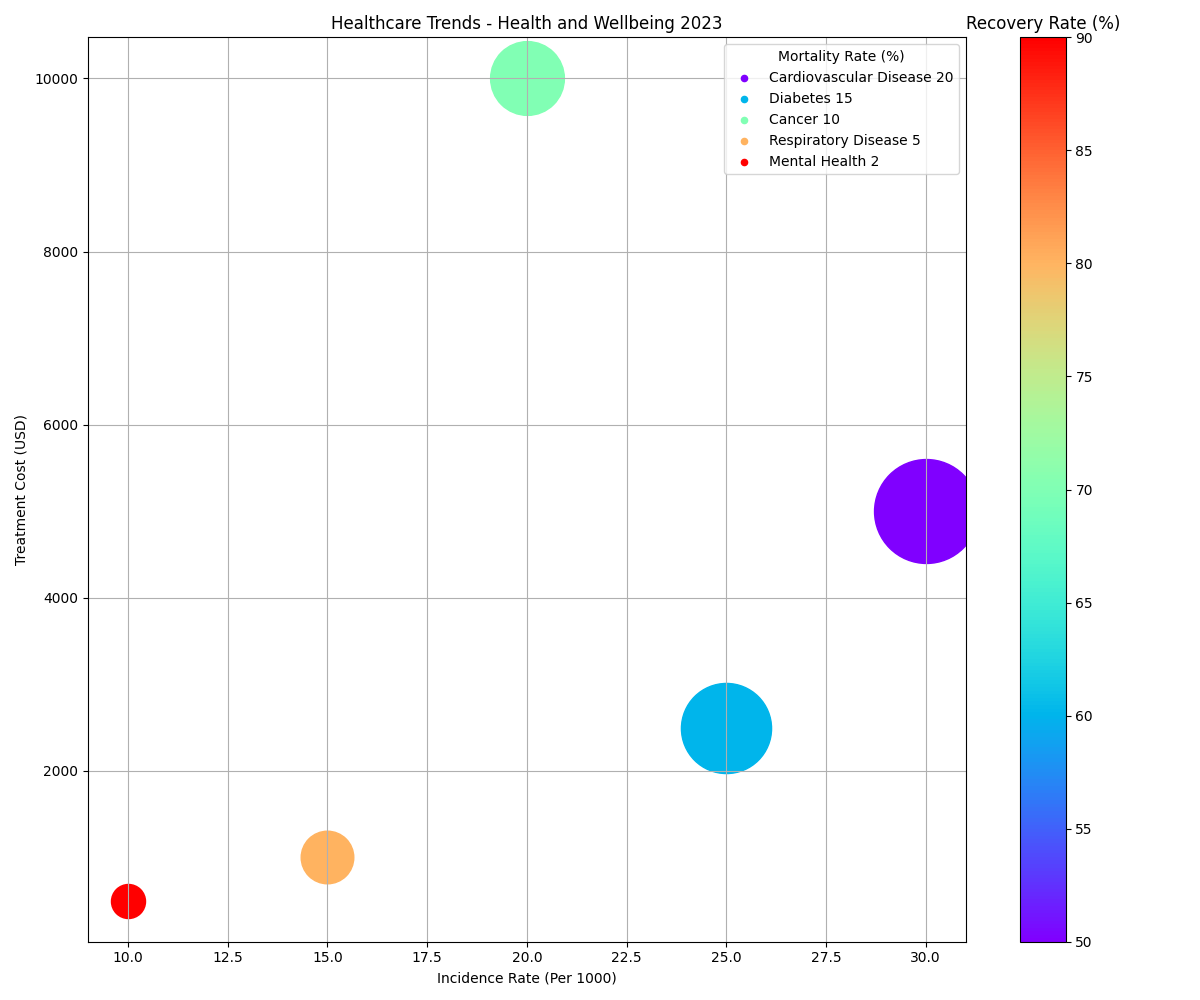 Healthcare Trends - Health and Wellbeing 2023
Recovery Rate (%)
Mortality Rate (%)
Cardiovascular Disease 20
Diabetes 15
Cancer 10
Respiratory Disease 5
Mental Health 2
10000
8000
6000
4000
2000
Treatment Cost (USD)
10.0
12.5
15.0
17.5
20.0
22.5
25.0
27.5
30.0
Incidence Rate (Per 1000)
90
85
80
75
70
65
60
55
50